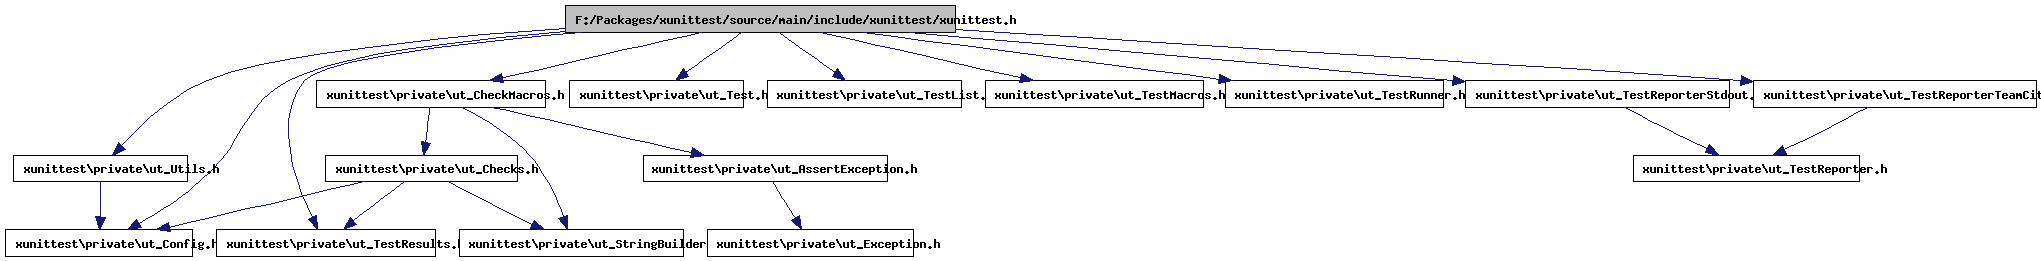 F:/Packages/xunittest/source/main/include/xunittest/xunittest.h
xunittest\private\ut_CheckMacros.h
xunittest\private\ut_Test.h
xunittest\private\ut_TestList.
xunittest\private\ut_TestMacros.h
xunittest\private\ut_TestRunner.h
xunittest\private\ut_TestReporterStdout.
xunittest\private\ut_TestReporterTeamCit
xunittest\private\ut_Utils.h
xunittest\private\ut_Checks.h
xunittest\private\ut_AssertException.h
xunittest\private\ut_TestReporter.h
xunittest\private\ut_Config.h
xunittest\private\ut_TestResults.
xunittest\private\ut_StringBuilder
xunittest\private\ut_Exception.h